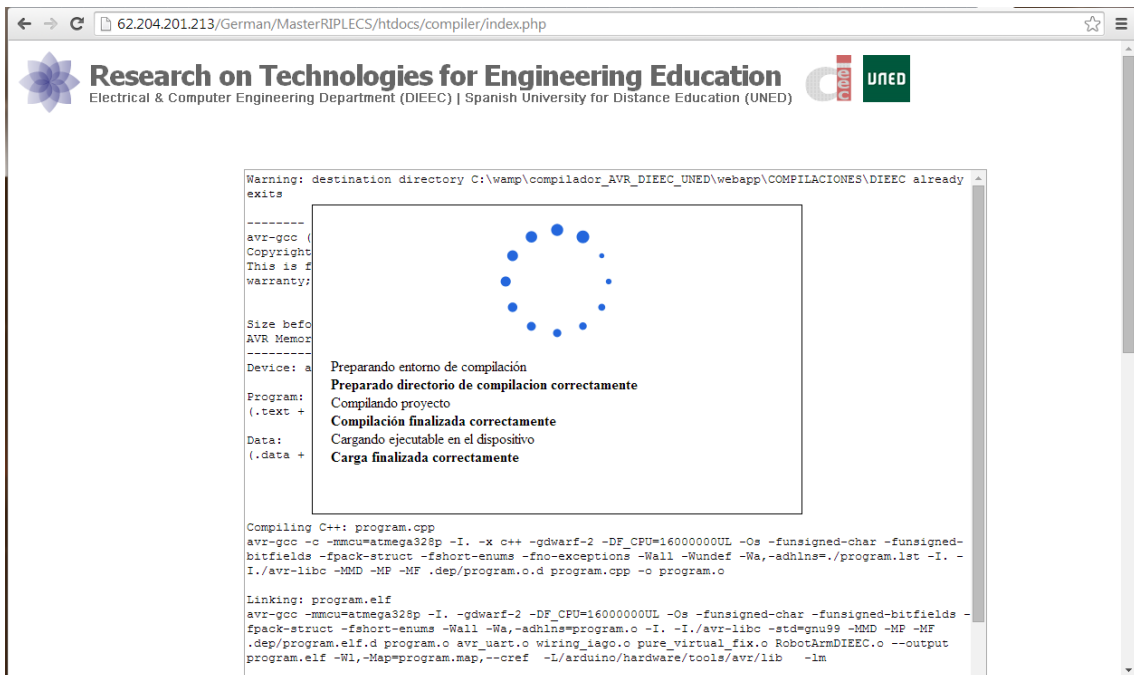 62.204.201.213/German/MasterRIPLECS/htdocs/compiler/index.php
Research on Technologies for Engineering Education
Electrical & Computer Engineering Department (DIEEC) | Spanish University for Distance Education (UNED)
ieec
UNED
Warning: destination directory C:\wamp\compilador_AVR_DIEEC_UNED\webapp\COMPILACIONES\DIEEC already
exits
--------
avr-gcc (
Copyright
This is f
warranty;
Size befo
AVR Memor
Device: a
Program:
(.text +
Data:
(.data +
Preparando entorno de compilación
Preparado directorio de compilacion correctamente
Compilando proyecto
Compilación finalizada correctamente
Cargando ejecutable en el dispositivo
Carga finalizada correctamente
Compiling C++: program.cpp
avr-gcc -c -mmcu=atmega328p -I. -x c++ -gdwarf-2 -DF_CPU=16000000UL -Os -funsigned-char -funsigned-
bitfields -fpack-struct -fshort-enums -fno-exceptions -Wall -Wundef -Wa,-adhlns=./program.lst -I. -
I./avr-libc -MMD -MP -MF .dep/program.o.d program.cpp -o program.o
Linking: program.elf
avr-gcc -mmcu=atmega328p -I. -gdwarf-2 -DF_CPU=16000000UL -Os -funsigned-char -funsigned-bitfields -
fpack-struct -fshort-enums -Wall -Wa,-adhlns=program.o -I. -I./avr-libc -std=gnu99 -MMD -MP -MF
.dep/program.elf.d program.o avr_uart.o wiring_iago.o pure_virtual_fix.o RobotArmDIEEC.o --output
program.elf -Wl,-Map=program.map,--cref -L/arduino/hardware/tools/avr/lib -lm